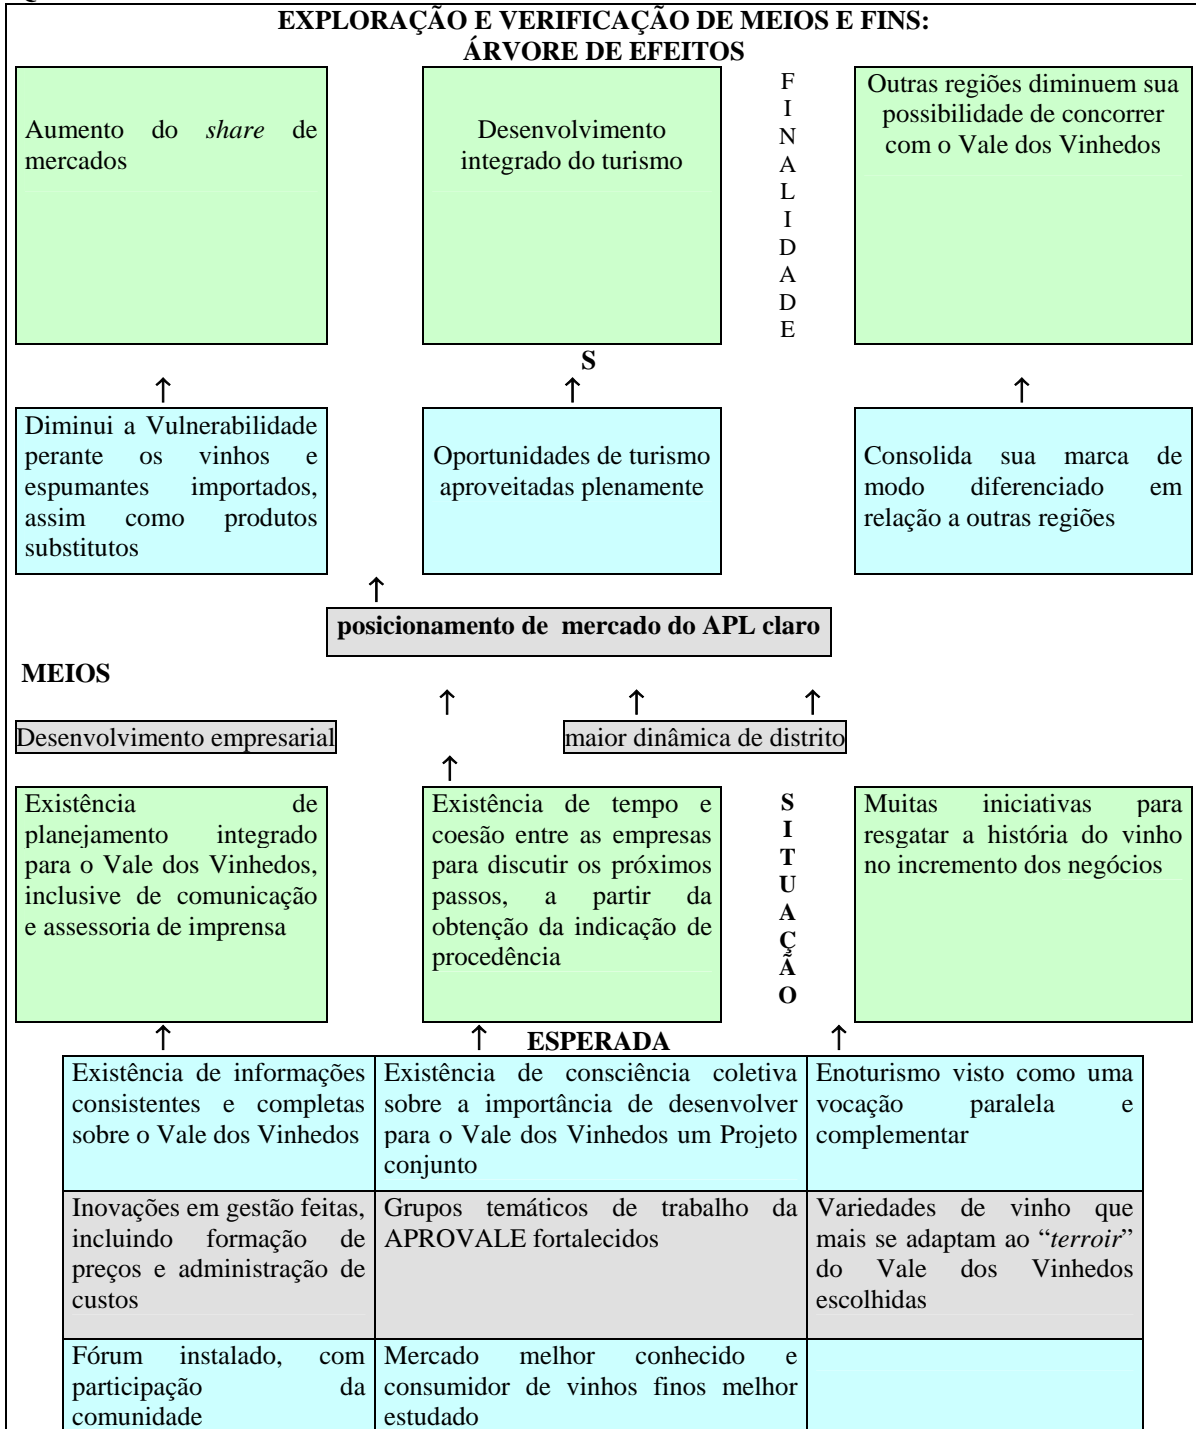 EXPLORAÇÃO E VERIFICAÇÃO DE MEIOS E FINS:
ÁRVORE DE EFEITOS
Aumento do share de
mercados
Desenvolvimento
integrado do turismo
F
I
N
A
L
I
D
A
D
E
Outras regiões diminuem sua
possibilidade de concorrer
com o Vale dos Vinhedos
S
↑ ↑ ↑
Diminui a Vulnerabilidade
perante os vinhos e
espumantes importados,
assim como produtos
substitutos
Oportunidades de turismo
aproveitadas plenamente
Consolida sua marca de
modo diferenciado em
relação a outras regiões
↑
posicionamento de mercado do APL claro
MEIOS
↑ ↑ ↑
Desenvolvimento empresarial
maior dinâmica de distrito
↑
Existência de
planejamento integrado
para o Vale dos Vinhedos,
inclusive de comunicação
e assessoria de imprensa
Existência de tempo e
coesão entre as empresas
para discutir os próximos
passos, a partir da
obtenção da indicação de
procedência
S
I
T
U
A
Ç
Ã
O
Muitas iniciativas para
resgatar a história do vinho
no incremento dos negócios
↑ ↑ ESPERADA ↑
Existência de informações
consistentes e completas
sobre o Vale dos Vinhedos
Existência de consciência coletiva
sobre a importância de desenvolver
para o Vale dos Vinhedos um Projeto
conjunto
Enoturismo visto como uma
vocação paralela e
complementar
Inovações em gestão feitas,
incluindo formação de
preços e administração de
custos
Grupos temáticos de trabalho da
APROVALE fortalecidos
Variedades de vinho que
mais se adaptam ao “terroir”
do Vale dos Vinhedos
escolhidas
Fórum instalado, com
participação da
comunidade
Mercado melhor conhecido e
consumidor de vinhos finos melhor
estudado